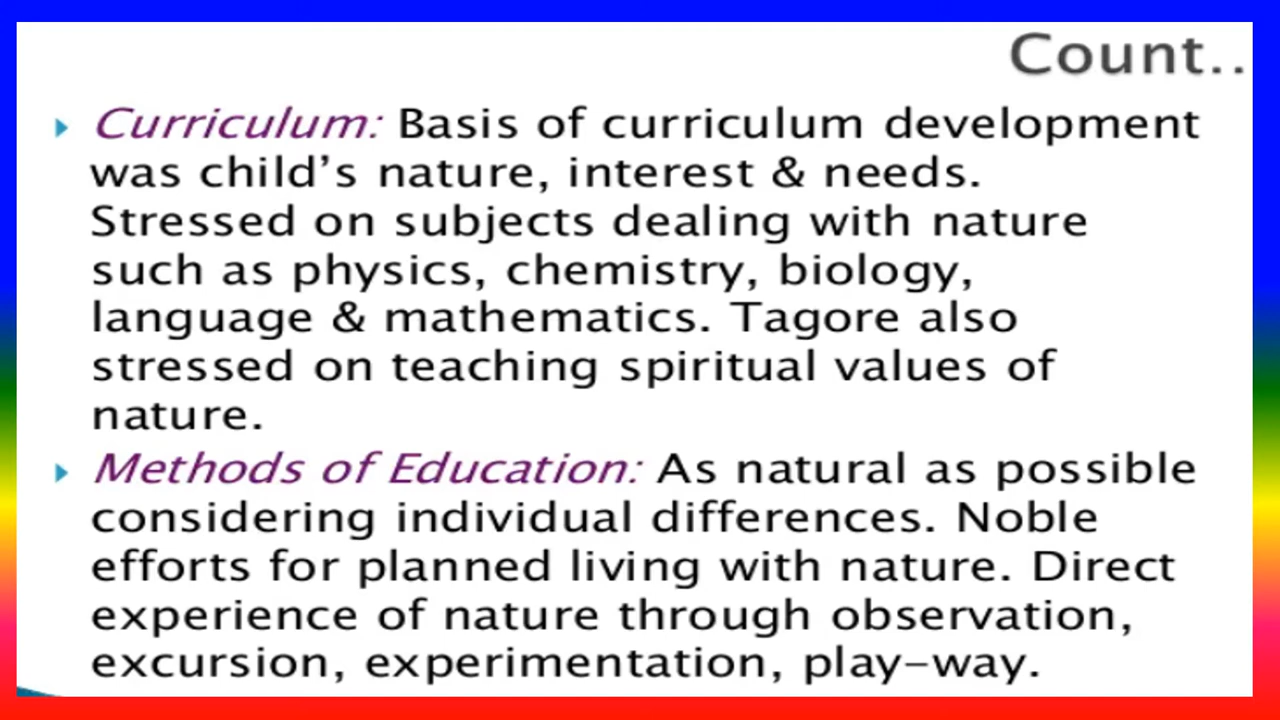 Count..
Curriculum: Basis of curriculum development
was child’s nature, interest & needs.
Stressed on subjects dealing with nature
such as physics, chemistry, biology,
language & mathematics. Tagore also
stressed on teaching spiritual values of
nature.
Methods of Education: As natural as possible
considering individual differences. Noble
efforts for planned living with nature. Direct
experience of nature through observation,
excursion, experimentation, play-way.